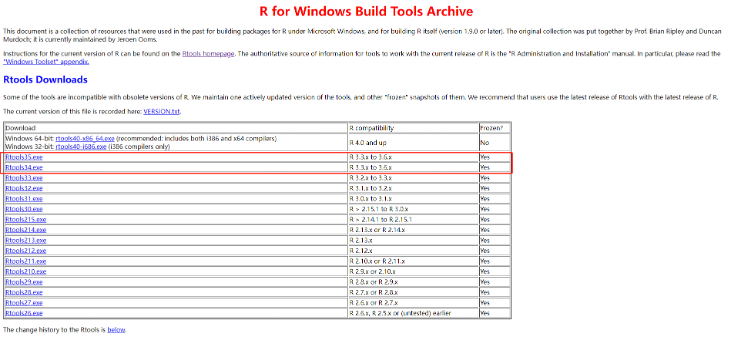 R for Windows Build Tools Archive
This document is a collection of resources that were used in the past for building packages for R under Microsoft Windows, and for building R itself (version 1.9.0 or later). The original collection was put together by Prof. Brian Ripley and Duncan
Murdoch; it is currently maintained by Jeroen Ooms.
Instructions for the current version of R can be found on the Rtools homepage. The authoritative source of information for tools to work with the current release of R is the "R Administration and Installation" manual. In particular, please read the
"Windows Toolset" appendix.
Rtools Downloads
Some of the tools are incompatible with obsolete versions of R. We maintain one actively updated version of the tools, and other "frozen" snapshots of them. We recommend that users use the latest release of Rtools with the latest release of R.
The current version of this file is recorded here: VERSION.txt.
Download R compatibility Frozen?
Windows 64-bit: rtools40-x86_64.exe (recommended: includes both i386 and x64 compilers)
Windows 32-bit: rtools40-i686.exe (i386 compilers only)
R 4.0 and up No
Rtools35.exe R 3.3.x to 3.6.x Yes
Rtools34.exe R 3.3.x to 3.6.x Yes
Rtools33.exe R 3.2.x to 3.3.x Yes
Rtools32.exe R 3.1.x to 3.2.x Yes
Rtools31.exe R 3.0.x to 3.1.x Yes
Rtools30.exe R > 2.15.1 to R 3.0.x Yes
Rtools215.exe R > 2.14.1 to R 2.15.1 Yes
Rtools214.exe R 2.13.x or R 2.14.x Yes
Rtools213.exe R 2.13.x Yes
Rtools212.exe R 2.12.x Yes
Rtools211.exe R 2.10.x or R 2.11.x Yes
Rtools210.exe R 2.9.x or 2.10.x Yes
Rtools29.exe R 2.8.x or R 2.9.x Yes
Rtools28.exe R 2.7.x or R 2.8.x Yes
Rtools27.exe R 2.6.x or R 2.7.x Yes
Rtools26.exe R 2.6.x, R 2.5.x or (untested) earlier Yes
The change history to the Rtools is below.